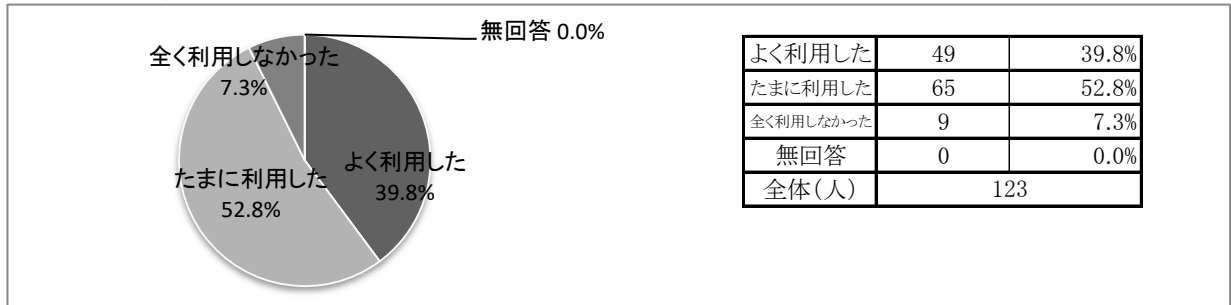 無回答 0.0%
全く利用しなかった
7.3%
よく利用した
39.8%
たまに利用した
52.8%
よく利用した 49 39.8%
たまに利用した 65 52.8%
全く利用しなかった 9 7.3%
無回答 0 0.0%
全体(人) 123